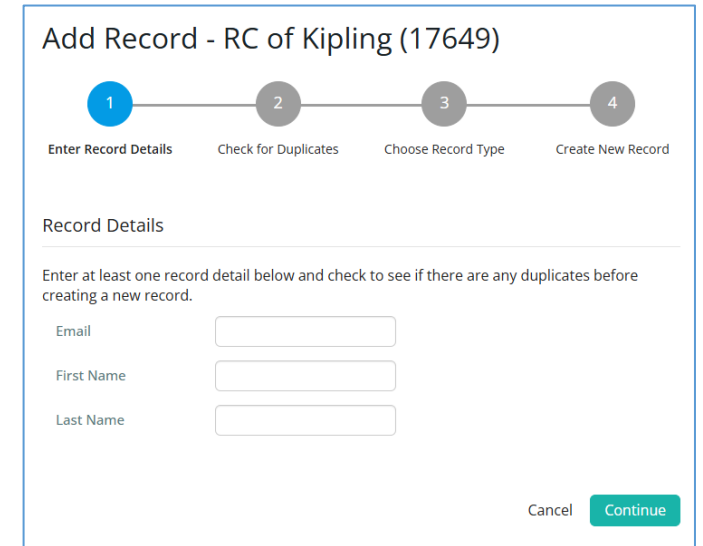 Add Record - RC of Kipling (17649)
1 2 3 4
Enter Record Details Check for Duplicates Choose Record Type Create New Record
Record Details
Enter at least one record detail below and check to see if there are any duplicates before
creating a new record.
Email
First Name
Last Name
Cancel Continue